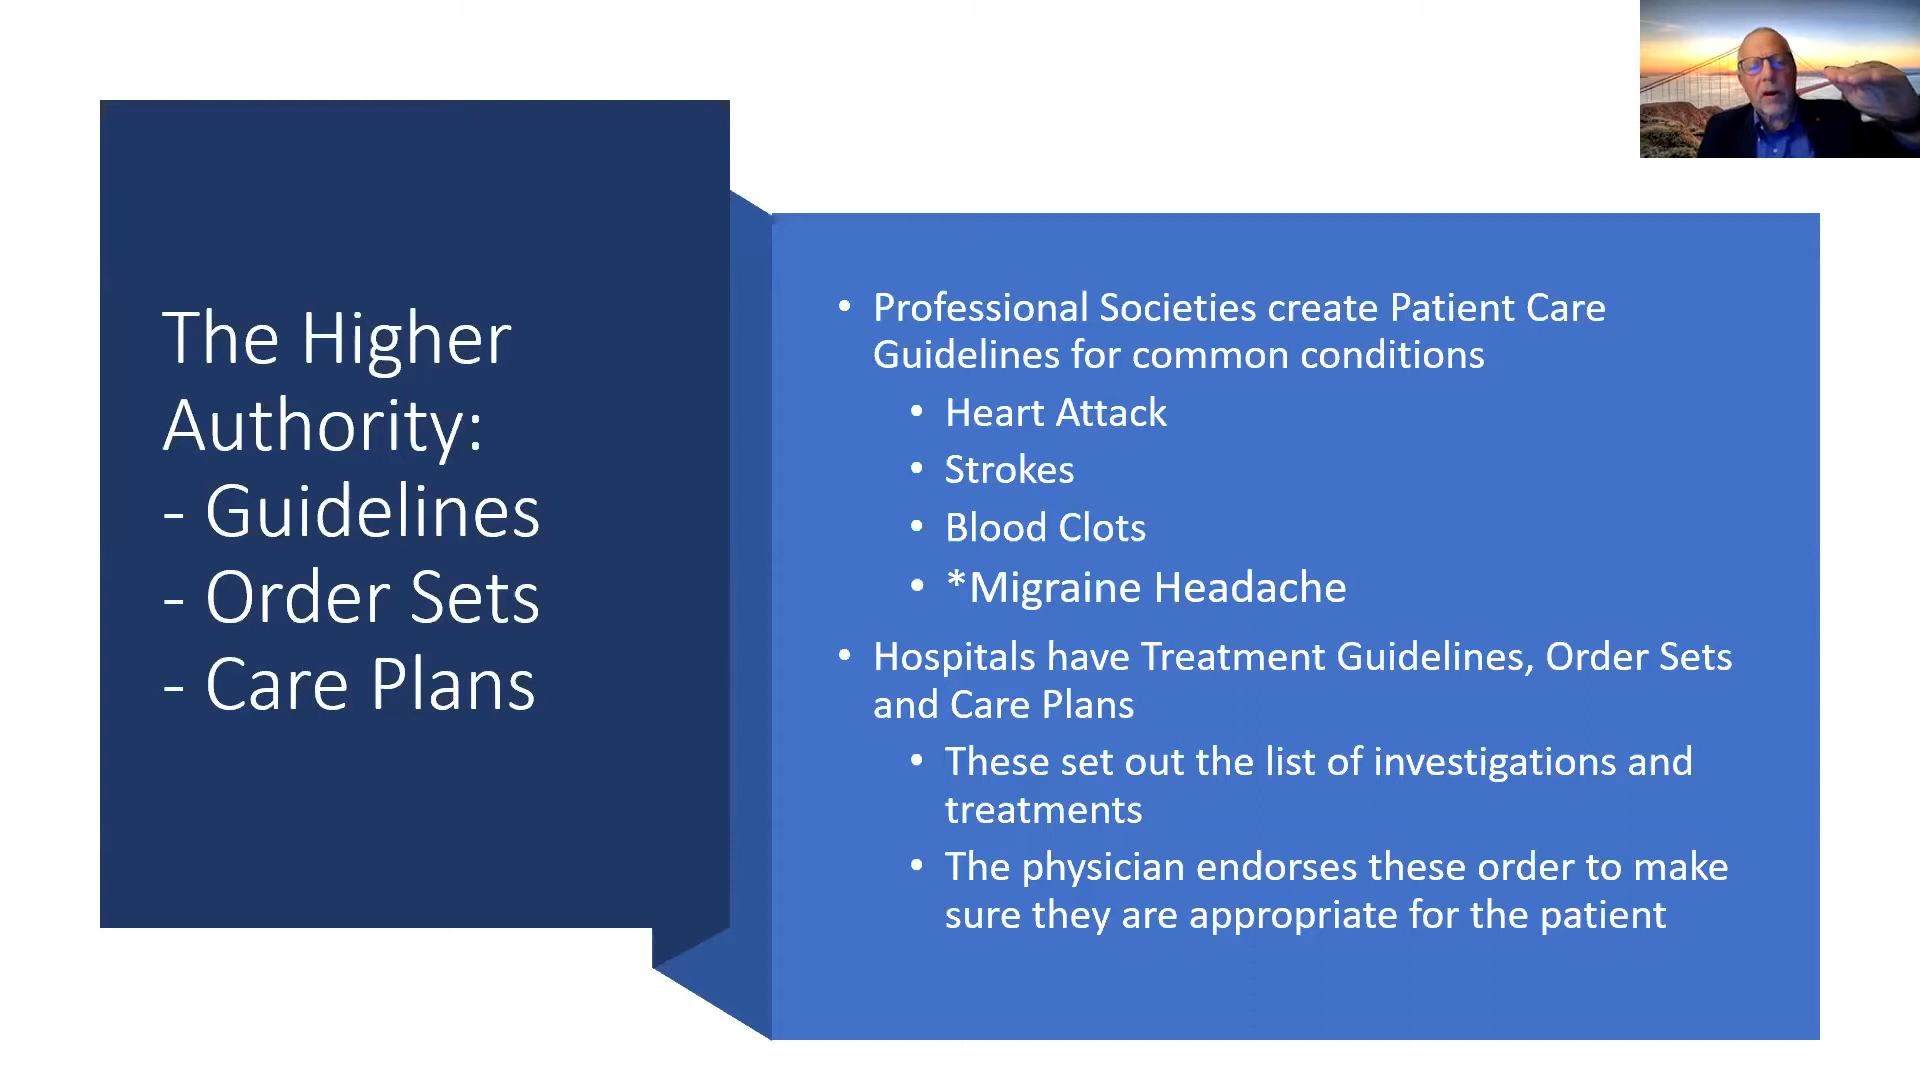 The Higher
Authority:
- Guidelines
- Order Sets
- Care Plans
• Professional Societies create Patient Care
Guidelines for common conditions
• Heart Attack
• Strokes
• Blood Clots
• *Migraine Headache
• Hospitals have Treatment Guidelines, Order Sets
and Care Plans
• These set out the list of investigations and
treatments
• The physician endorses these order to make
sure they are appropriate for the patient